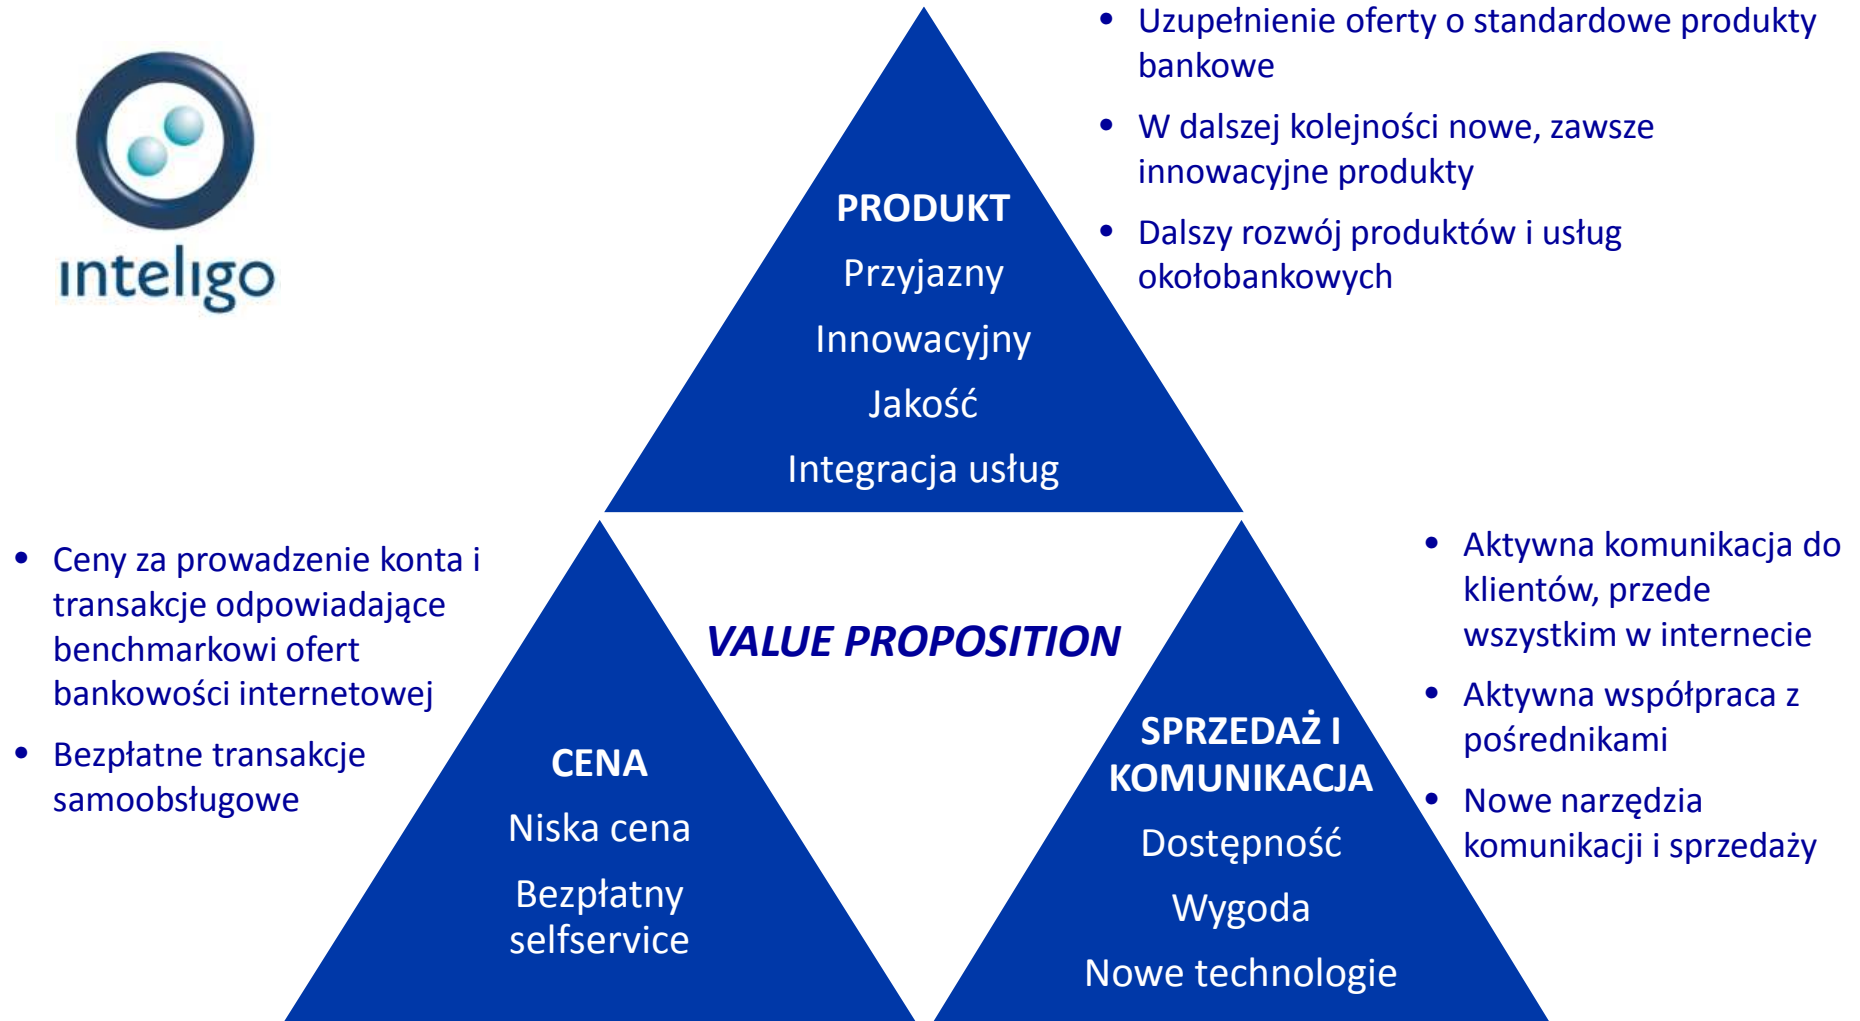 inteligo
PRODUKT
Przyjazny
Innowacyjny
Jakość
Integracja usług
• Uzupełnienie oferty o standardowe produkty
bankowe
• W dalszej kolejności nowe, zawsze
innowacyjne produkty
• Dalszy rozwój produktów i usług
okołobankowych
• Ceny za prowadzenie konta i
transakcje odpowiadające
benchmarkowi ofert
bankowości internetowej
• Bezpłatne transakcje
samoobsługowe
CENA
Niska cena
Bezpłatny
selfservice
VALUE PROPOSITION
SPRZEDAŻ I
KOMUNIKACJA
Dostępność
Wygoda
Nowe technologie
• Aktywna komunikacja do
klientów, przede
wszystkim w internecie
• Aktywna współpraca z
pośrednikami
• Nowe narzędzia
komunikacji i sprzedaży